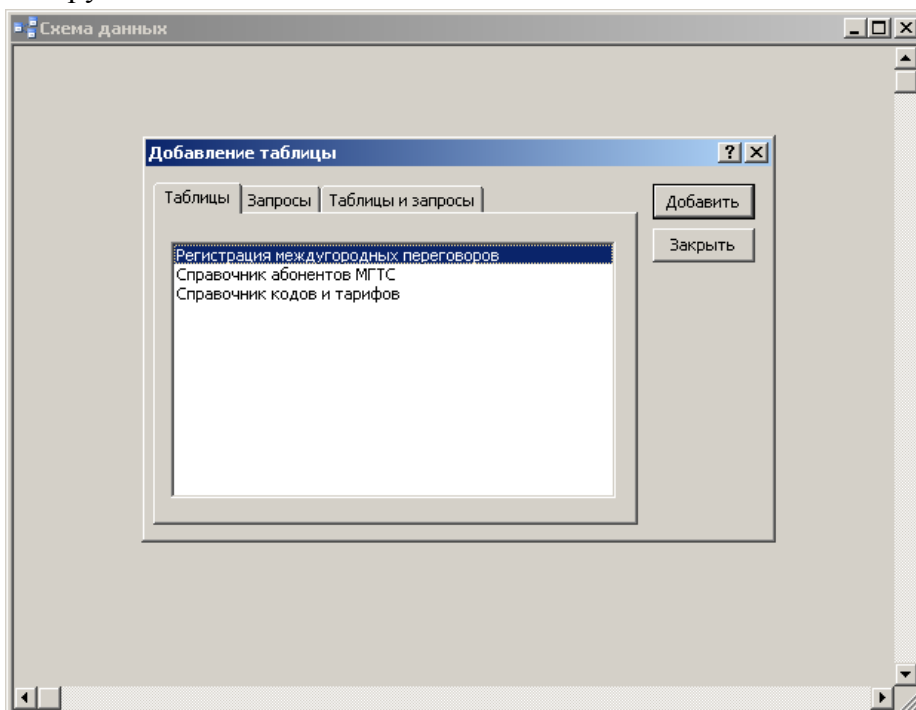 Схема данных
Добавление таблицы
Таблицы Запросы Таблицы и запросы
Добавить
Закрыть
Регистрация междугородных переговоров
Справочник абонентов МГТС
Справочник кодов и тарифов